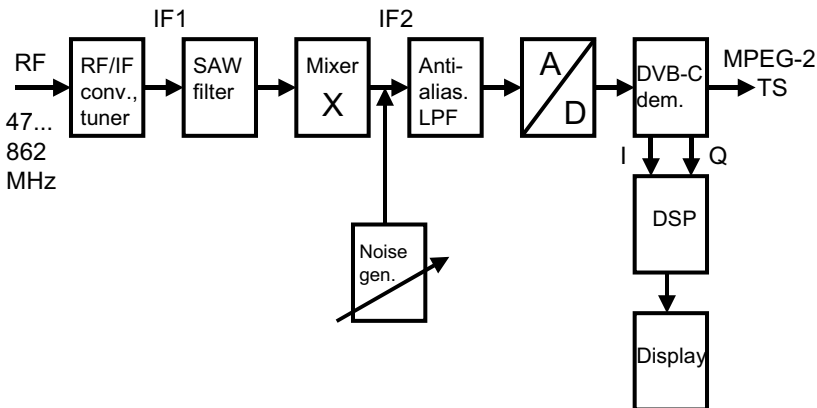 IF1
IF2
RF
47...
862
MHz
RF/IF
conv.,
tuner
SAW
filter
Mixer
X
Anti-
alias.
LPF
A
D
DVB-C
dem.
MPEG-2
TS
I
Q
Noise
gen.
DSP
Display